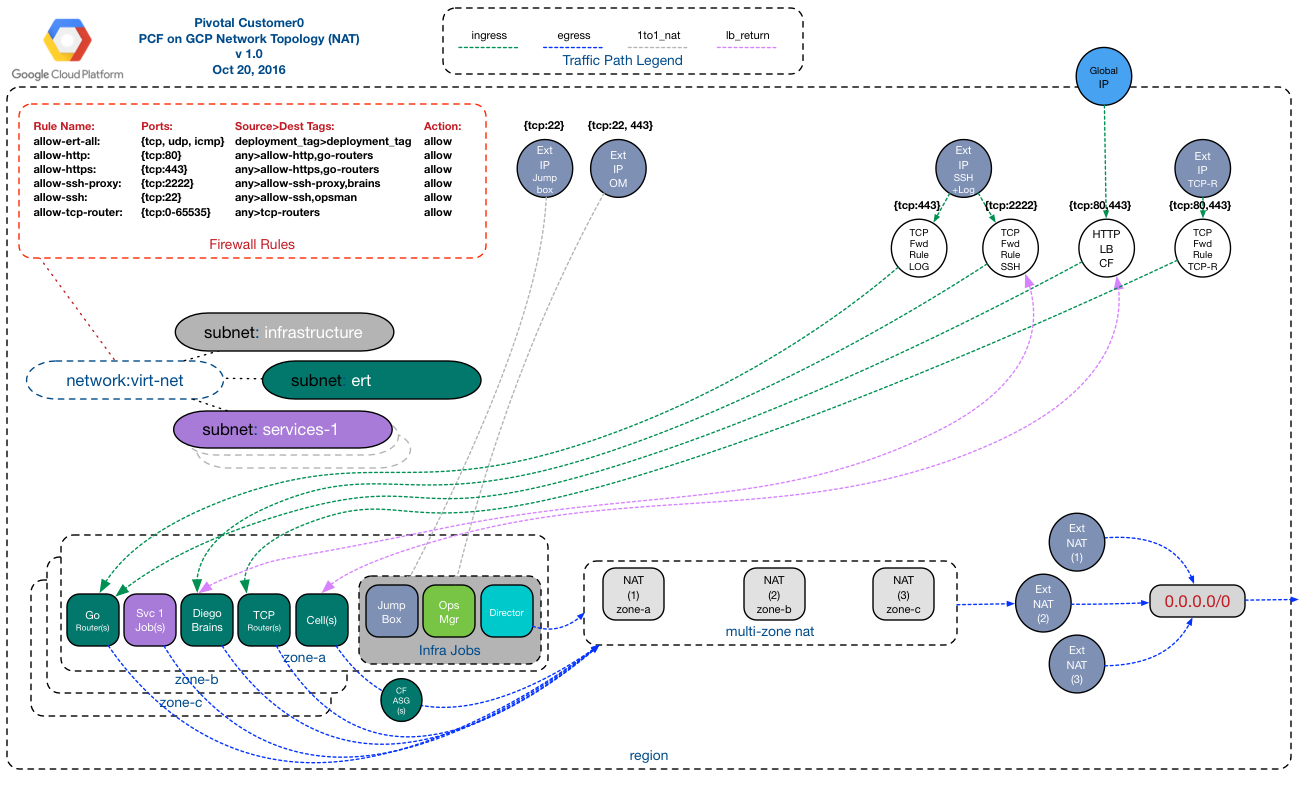 Pivotal Customer0
PCF on GCP Network Topology (NAT)
v 1.0
Oct 20, 2016
Google Cloud Platform
ingress
egress
1to1_nat
lb_return
Traffic Path Legend
Global
IP
Rule Name: Ports: Source>Dest Tags: Action:
allow-ert-all: {tcp, udp, icmp} deployment_tag>deployment_tag allow
allow-http: {tcp:80} any>allow-http,go-routers allow
allow-https: {tcp:443} any>allow-https,go-routers allow
allow-ssh-proxy: {tcp:2222} any>allow-ssh-proxy,brains allow
allow-ssh: {tcp:22} any>allow-ssh,opsman allow
allow-tcp-router: {tcp:0-65535} any>tcp-routers allow
Firewall Rules
{tcp:22}
Ext
IP
Jump
box
{tcp:22, 443}
Ext
IP
OM
Ext
IP
SSH
+Log
Ext
IP
TCP-R
{tcp:443}
{tcp:2222}
{tcp:80,443}
{tcp:80,443}
TCP
Fwd
Rule
LOG
TCP
Fwd
Rule
SSH
HTTP
LB
CF
TCP
Fwd
Rule
TCP-R
subnet: infrastructure
network:virt-net
subnet: ert
subnet: services-1
Go
Router(s)
Svc 1
Job(s)
Diego
Brains
TCP
Router(s)
Cell(s)
Jump
Box
Ops
Mgr
Director
Infra Jobs
zone-a
zone-b
zone-c
CF
ASG
(s)
NAT
(1)
zone-a
NAT
(2)
zone-b
NAT
(3)
zone-c
multi-zone nat
Ext
NAT
(1)
Ext
NAT
(2)
Ext
NAT
(3)
0.0.0.0/0
region